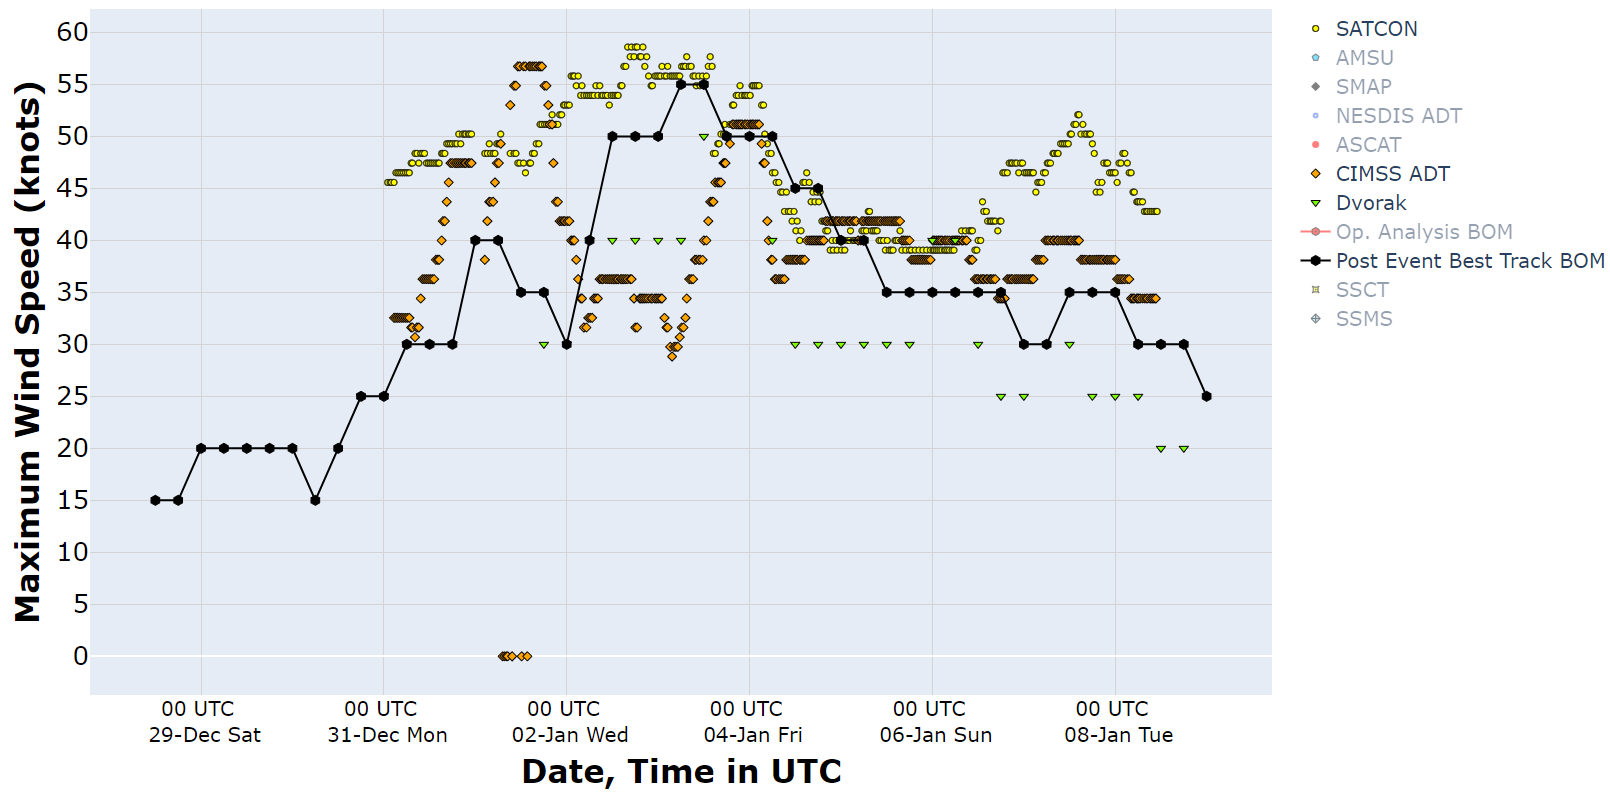 Maximum Wind Speed (knots)
60
55
50
45
40
35
30
25
20
15
10
5
0
00 UTC
29-Dec Sat
00 UTC
31-Dec Mon
00 UTC
02-Jan Wed
00 UTC
04-Jan Fri
00 UTC
06-Jan Sun
00 UTC
08-Jan Tue
Date, Time in UTC
SATCON
AMSU
SMAP
NESDIS ADT
ASCAT
CIMSS ADT
Dvorak
Op. Analysis BOM
Post Event Best Track BOM
SSCT
SSMS